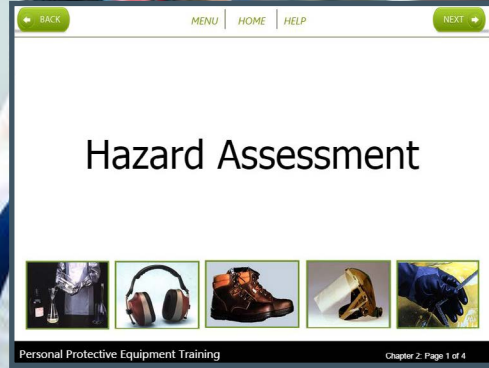 BACK
MENU HOME HELP
NEXT
Hazard Assessment
Personal Protective Equipment Training
Chapter 2: Page 1 of 4